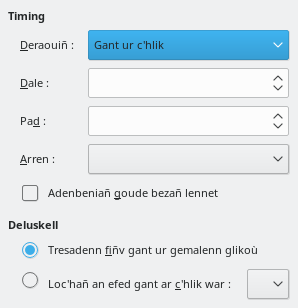 Timing
Deraouiñ :
Gant ur c'hlik
Dale :
Pad :
Arren :
Adenbeniañ goude bezañ lennet
Deluskell
Tresadenn fiñv gant ur gemalenn glikoù
Loc'hañ an efed gant ar c'hlik war :